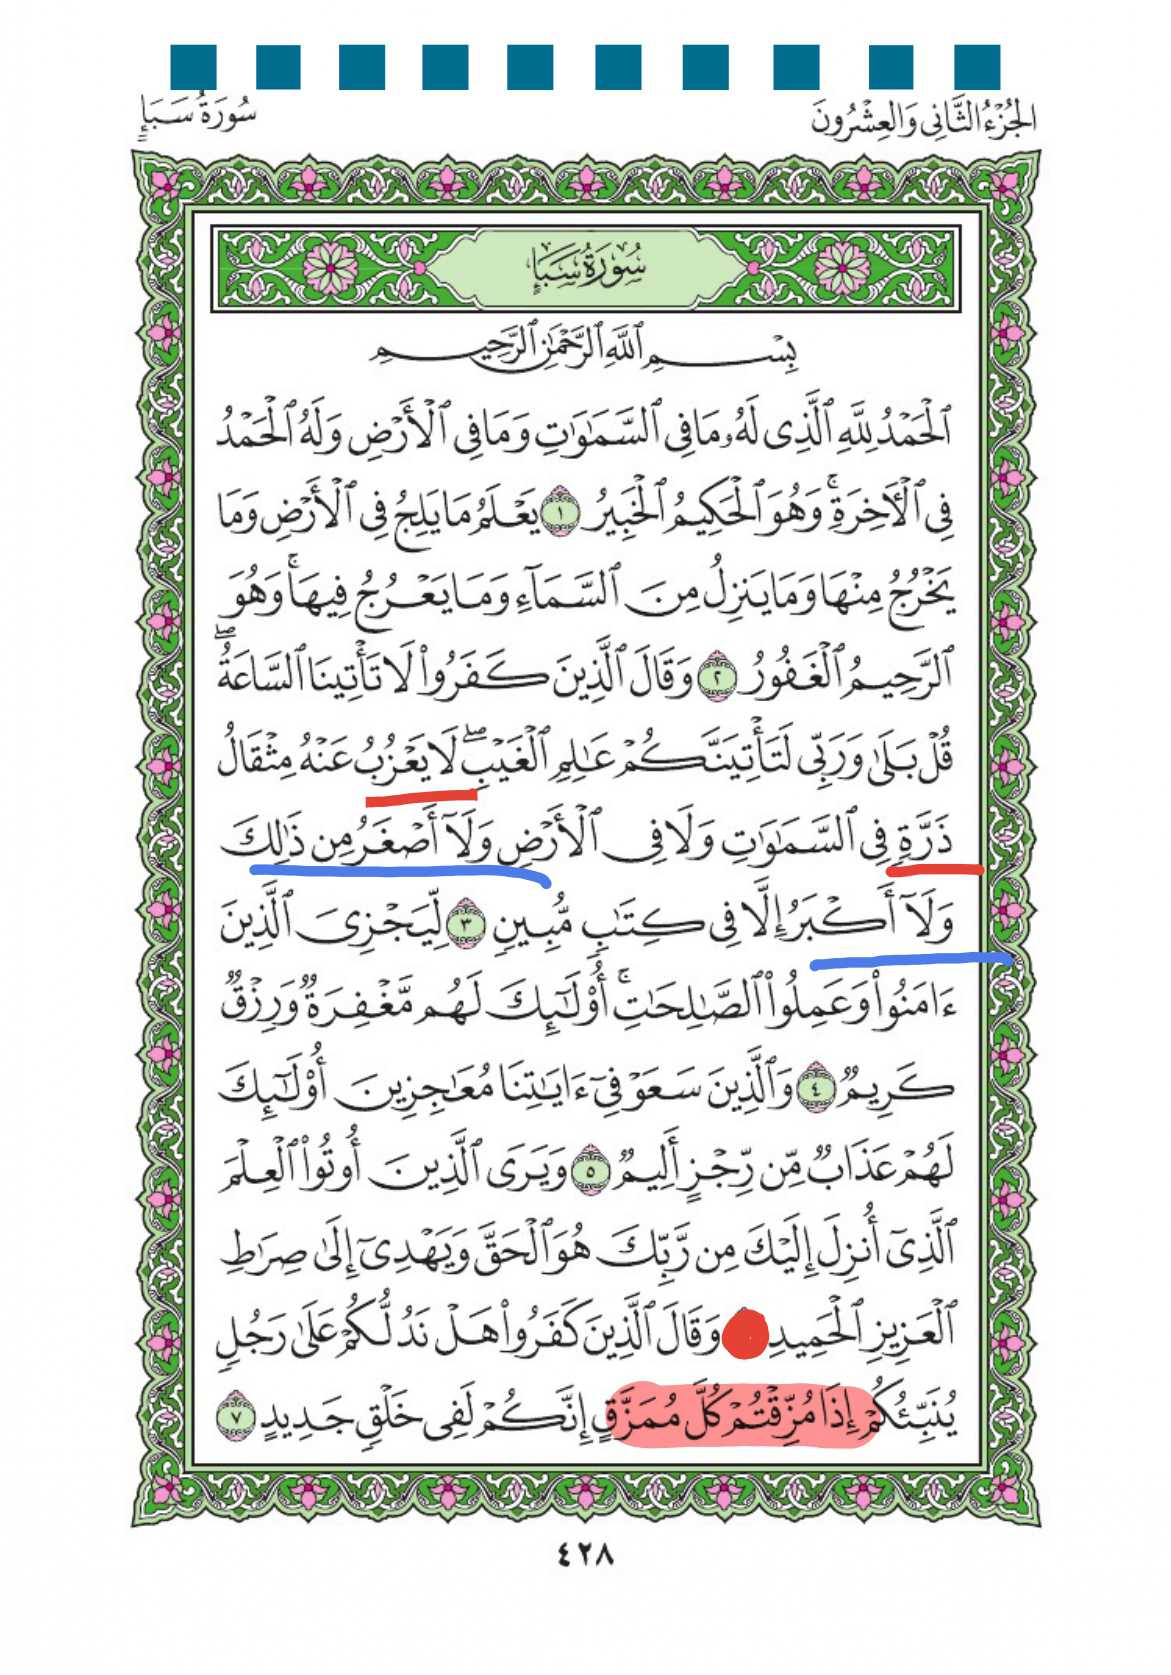 الجُزْءُ الثَّانِي وَالعِشْرُونَ
سُورَةُ سَبَإٍ
سُورَةُ سَبَإٍ
بِسْمِ ٱللَّهِ ٱلرَّحْمَٰنِ ٱلرَّحِيمِ
ٱلْحَمْدُ لِلَّهِ ٱلَّذِى لَهُۥ مَا فِى ٱلسَّمَٰوَٰتِ وَمَا فِى ٱلْأَرْضِ وَلَهُ ٱلْحَمْدُ
فِى ٱلْءَاخِرَةِۚ وَهُوَ ٱلْحَكِيمُ ٱلْخَبِيرُ ١ يَعْلَمُ مَا يَلِجُ فِى ٱلْأَرْضِ وَمَا
يَخْرُجُ مِنْهَا وَمَا يَنزِلُ مِنَ ٱلسَّمَآءِ وَمَا يَعْرُجُ فِيهَاۚ وَهُوَ
ٱلرَّحِيمُ ٱلْغَفُورُ ٢ وَقَالَ ٱلَّذِينَ كَفَرُوا۟ لَا تَأْتِينَا ٱلسَّاعَةُۖ
قُلْ بَلَىٰ وَرَبِّى لَتَأْتِيَنَّكُمْ عَٰلِمِ ٱلْغَيْبِۖ لَا يَعْزُبُ عَنْهُ مِثْقَالُ
ذَرَّةٍ فِى ٱلسَّمَٰوَٰتِ وَلَا فِى ٱلْأَرْضِ وَلَآ أَصْغَرُ مِن ذَٰلِكَ
وَلَآ أَكْبَرُ إِلَّا فِى كِتَٰبٍ مُّبِينٍ ٣ لِّيَجْزِىَ ٱلَّذِينَ
ءَامَنُوا۟ وَعَمِلُوا۟ ٱلصَّٰلِحَٰتِۚ أُو۟لَٰٓئِكَ لَهُم مَّغْفِرَةٌ وَرِزْقٌ
كَرِيمٌ ٤ وَٱلَّذِينَ سَعَوْ فِىٓ ءَايَٰتِنَا مُعَٰجِزِينَ أُو۟لَٰٓئِكَ
لَهُمْ عَذَابٌ مِّن رِّجْزٍ أَلِيمٌ ٥ وَيَرَى ٱلَّذِينَ أُوتُوا۟ ٱلْعِلْمَ
ٱلَّذِىٓ أُنزِلَ إِلَيْكَ مِن رَّبِّكَ هُوَ ٱلْحَقَّ وَيَهْدِىٓ إِلَىٰ صِرَٰطِ
ٱلْعَزِيزِ ٱلْحَمِيدِ وَقَالَ ٱلَّذِينَ كَفَرُوا۟ هَلْ نَدُلُّكُمْ عَلَىٰ رَجُلٍ
يُنَبِّئُكُمْ إِذَا مُزِّقْتُمْ كُلَّ مُمَزَّقٍ إِنَّكُمْ لَفِى خَلْقٍ جَدِيدٍ ٧
٤٢٨